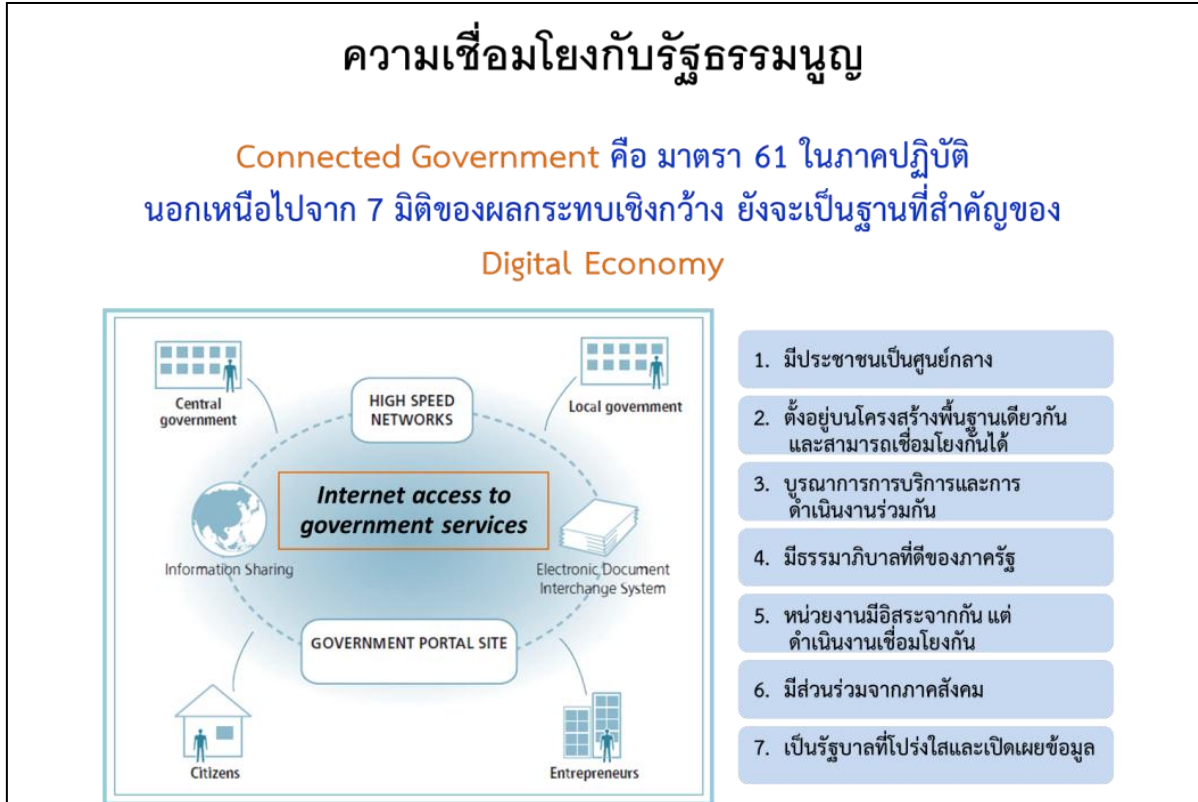 ความเชื่อมโยงกับรัฐธรรมนูญ
Connected Government คือ มาตรา 61 ในภาคปฏิบัติ
นอกเหนือไปจาก 7 มิติของผลกระทบเชิงกว้าง ยังจะเป็นฐานที่สำคัญของ
Digital Economy
Central
government
HIGH SPEED
NETWORKS
Local government
Internet access to
government services
Information Sharing
Electronic Document
Interchange System
GOVERNMENT PORTAL SITE
Citizens
Entrepreneurs
1. มีประชาชนเป็นศูนย์กลาง
2. ตั้งอยู่บนโครงสร้างพื้นฐานเดียวกัน
และสามารถเชื่อมโยงกันได้
3. บูรณาการการบริการและการ
ดำเนินงานร่วมกัน
4. มีธรรมาภิบาลที่ดีของภาครัฐ
5. หน่วยงานมีอิสระจากกัน แต่
ดำเนินงานเชื่อมโยงกัน
6. มีส่วนร่วมจากภาคสังคม
7. เป็นรัฐบาลที่โปร่งใสและเปิดเผยข้อมูล